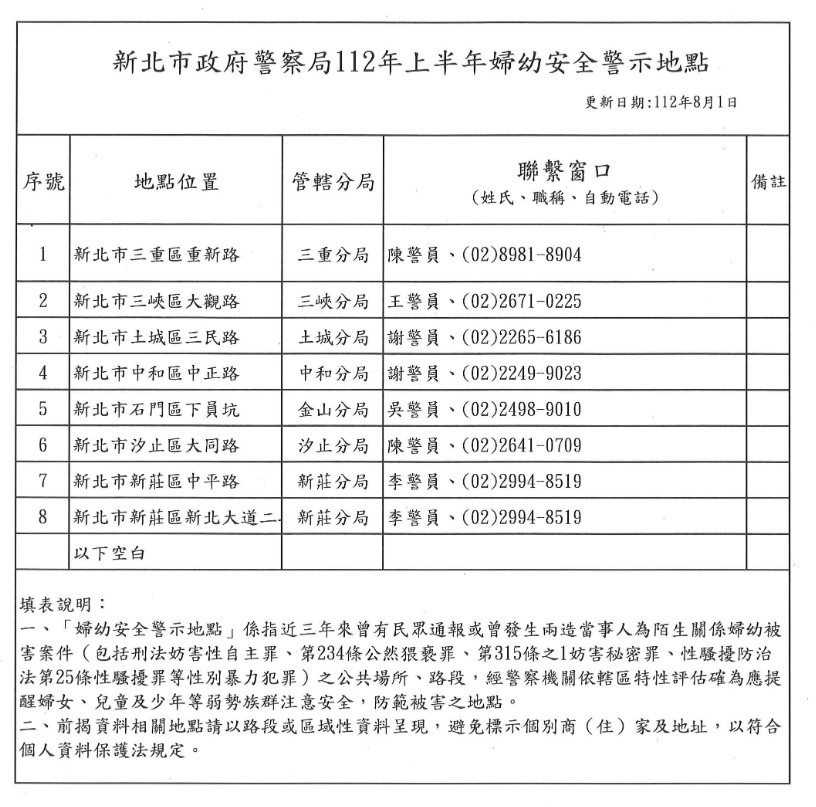 新北市政府警察局112年上半年婦幼安全警示地點
更新日期:112年8月1日
序號 地點位置 管轄分局 聯繫窗口 備註
(姓氏、職稱、自動電話)
1 新北市三重區重新路 三重分局 陳警員、(02)8981-8904
2 新北市三峽區大觀路 三峽分局 王警員、(02)2671-0225
3 新北市土城區三民路 土城分局 謝警員、(02)2265-6186
4 新北市中和區中正路 中和分局 謝警員、(02)2249-9023
5 新北市石門區下員坑 金山分局 吳警員、(02)2498-9010
6 新北市汐止區大同路 汐止分局 陳警員、(02)2641-0709
7 新北市新莊區中平路 新莊分局 李警員、(02)2994-8519
8 新北市新莊區新北大道二 新莊分局 李警員、(02)2994-8519
以下空白
填表說明：
一、「婦幼安全警示地點」係指近三年來曾有民眾通報或曾發生兩造當事人為陌生關係婦幼被
害案件（包括刑法妨害性自主罪、第234條公然猥褻罪、第315條之1妨害秘密罪、性騷擾防治
法第25條性騷擾罪等性別暴力犯罪）之公共場所、路段，經警察機關依轄區特性評估確為應提
醒婦女、兒童及少年等弱勢族群注意安全，防範被害之地點。
二、前揭資料相關地點請以路段或區域性資料呈現，避免標示個別商（住）家及地址，以符合
個人資料保護法規定。